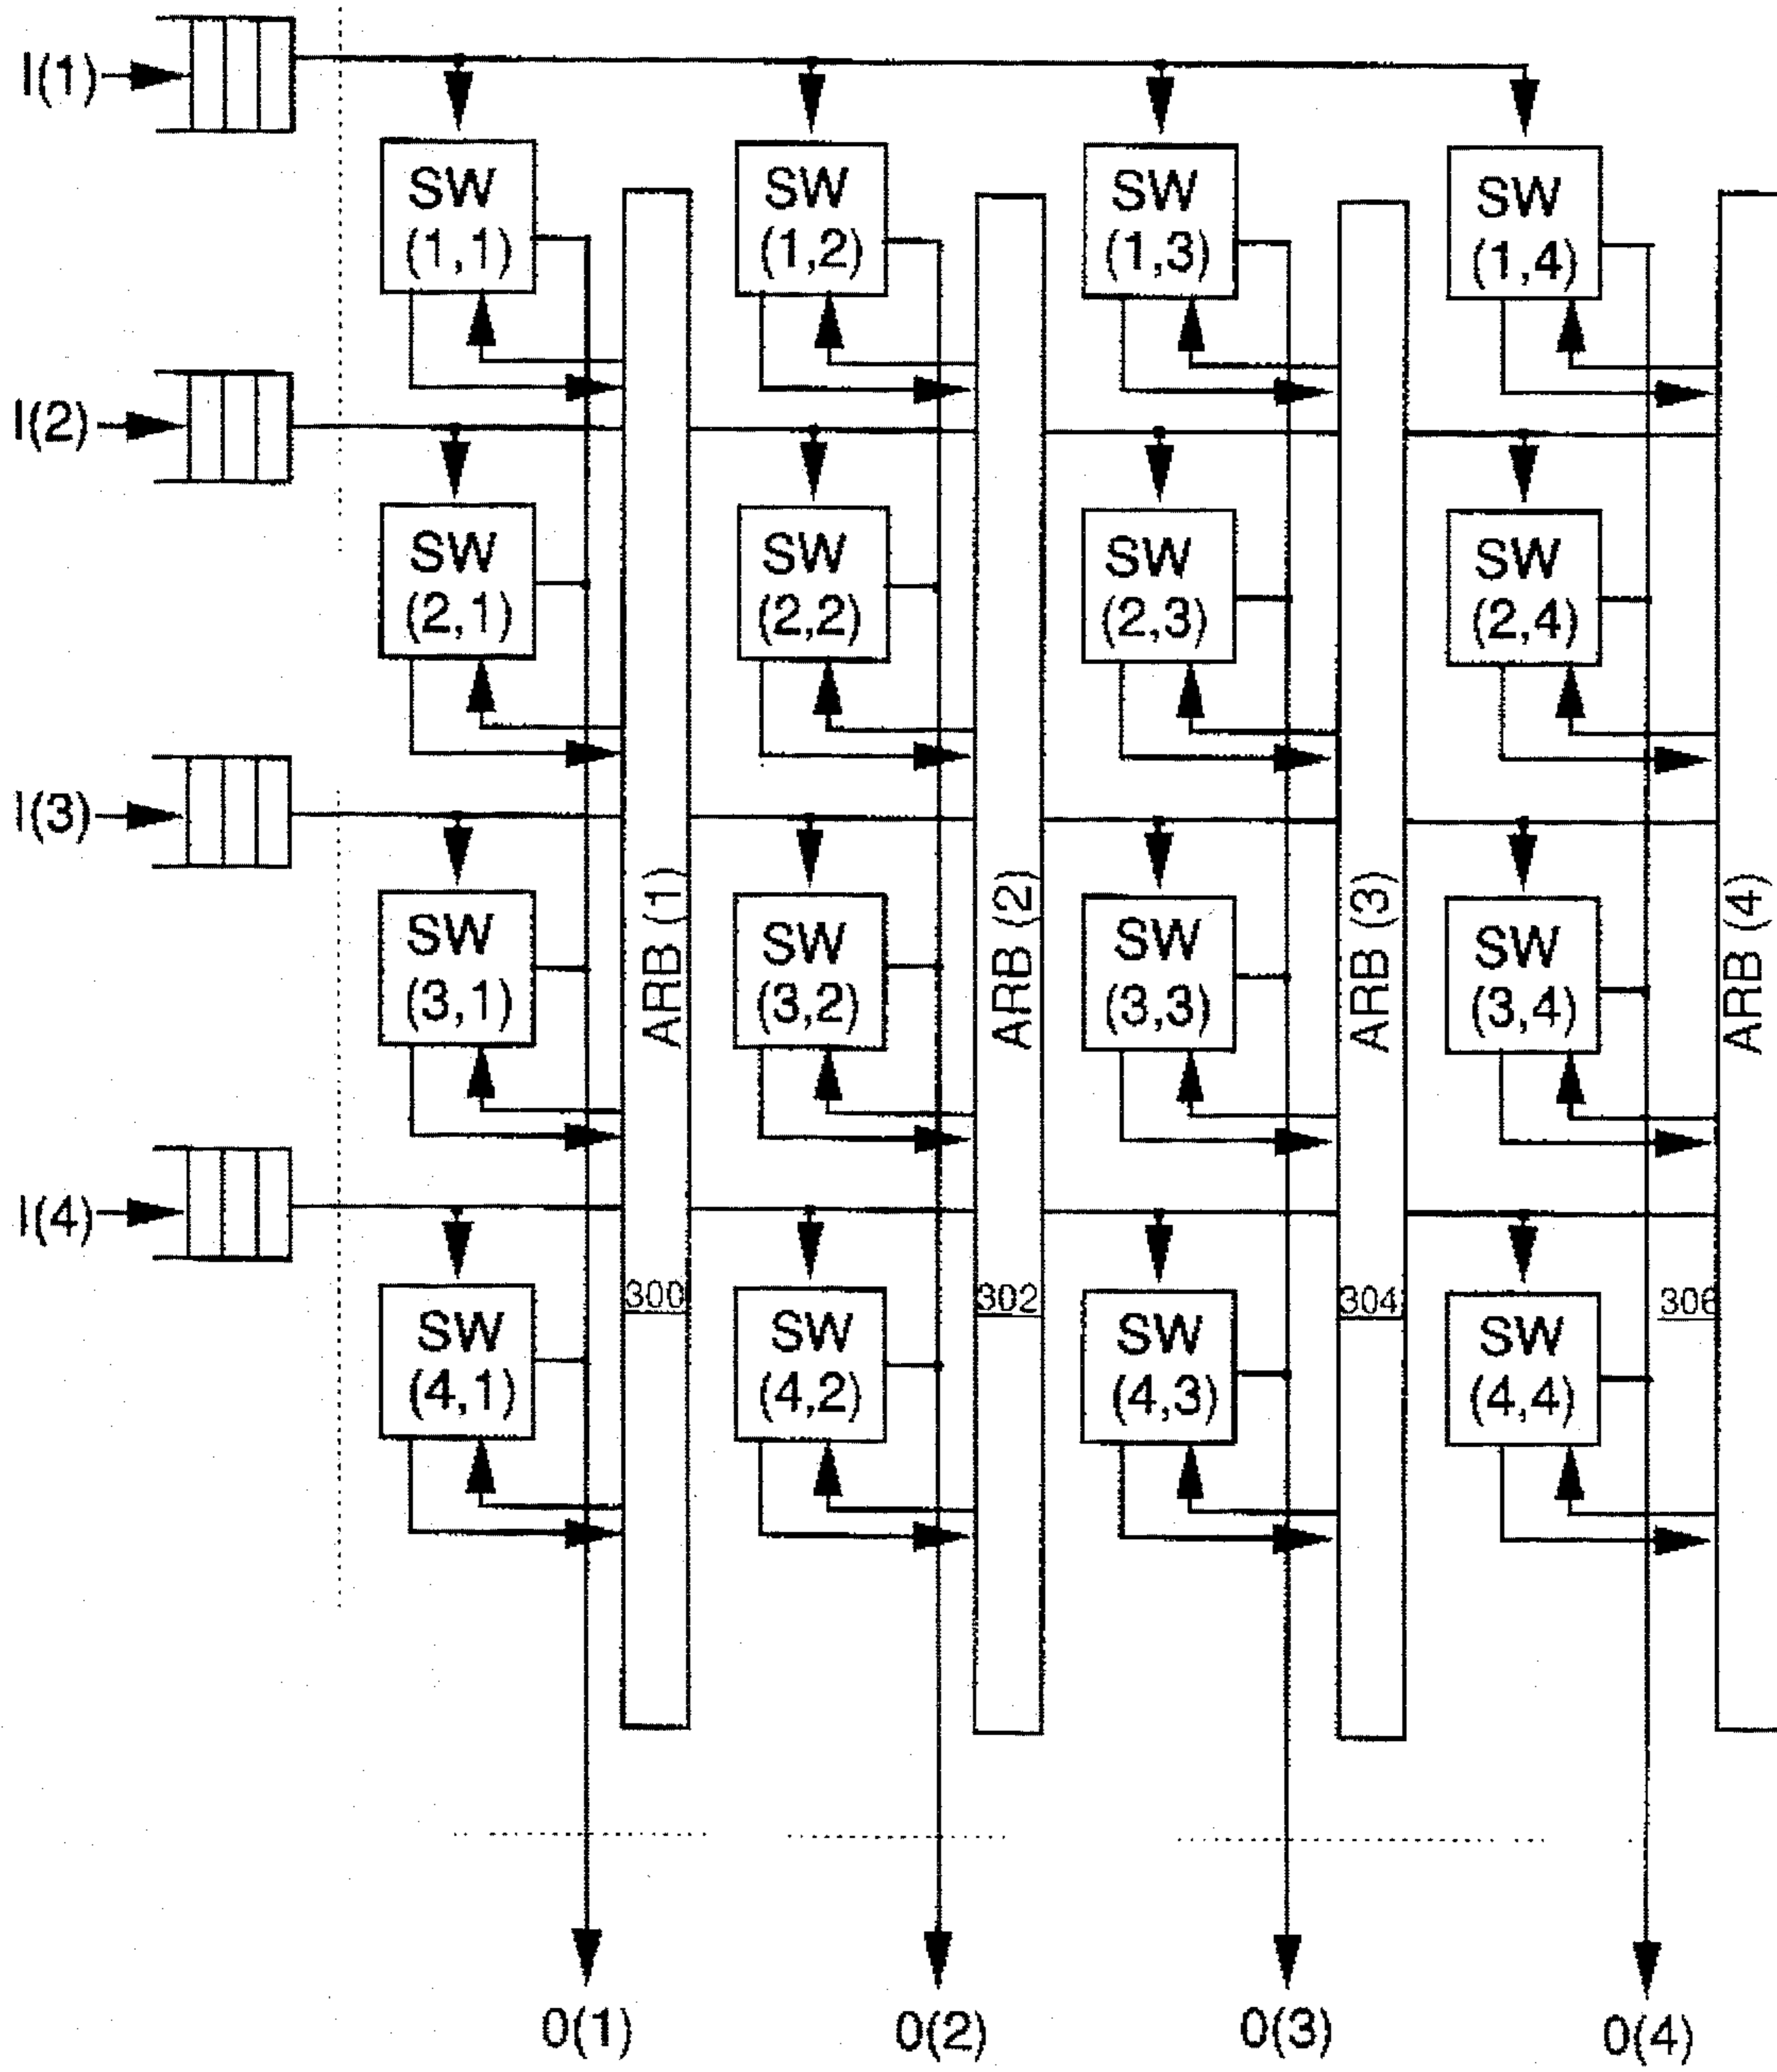 I(1)
SW
(1,1)
SW
(1,2)
SW
(1,3)
SW
(1,4)
I(2)
SW
(2,1)
SW
(2,2)
SW
(2,3)
SW
(2,4)
I(3)
SW
(3,1)
SW
(3,2)
SW
(3,3)
SW
(3,4)
ARB (1)
ARB (2)
ARB (3)
ARB (4)
I(4)
SW
(4,1)
SW
(4,2)
SW
(4,3)
SW
(4,4)
300
302
304
306
0(1)
0(2)
0(3)
0(4)